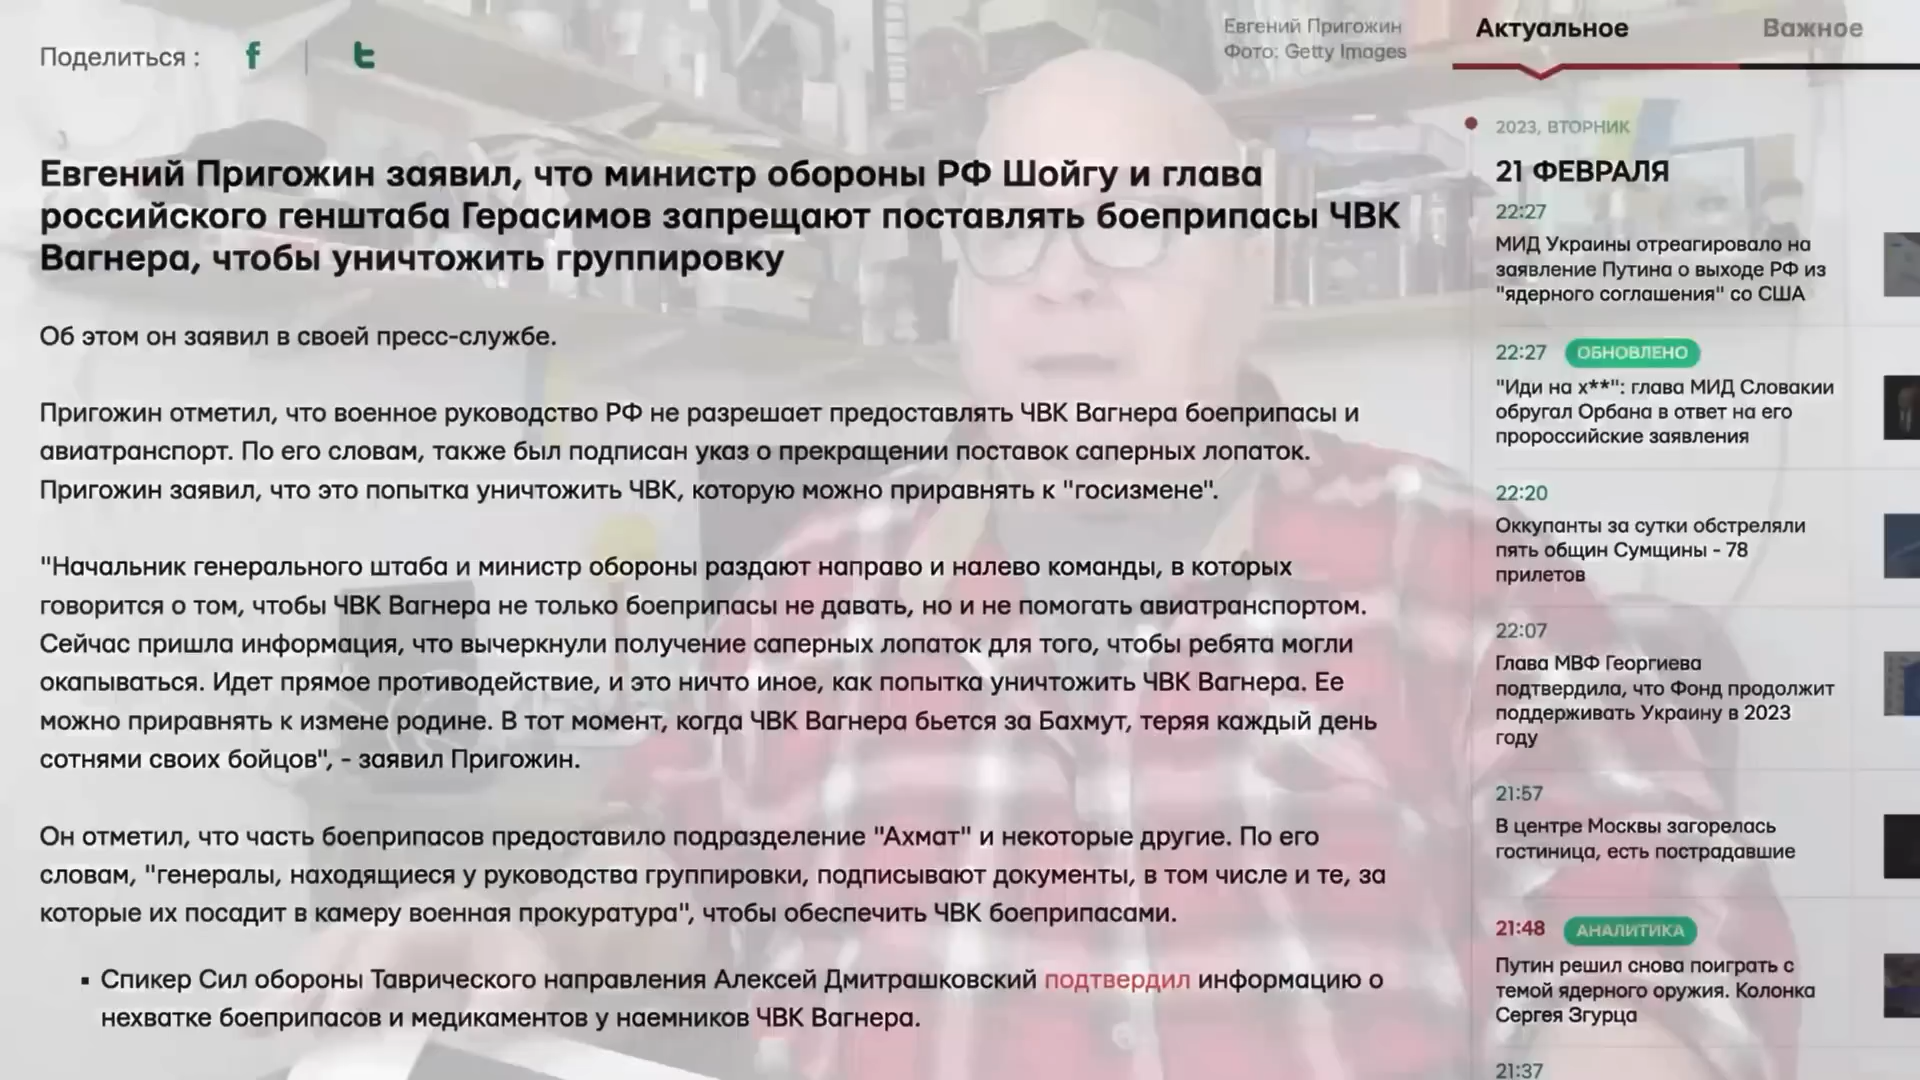 Поделиться :
Евгений Пригожин
Фото: Getty Images
Евгений Пригожин заявил, что министр обороны РФ Шойгу и глава
российского генштаба Герасимов запрещают поставлять боеприпасы ЧВК
Вагнера, чтобы уничтожить группировку
Об этом он заявил в своей пресс-службе.
Пригожин отметил, что военное руководство РФ не разрешает предоставлять ЧВК Вагнера боеприпасы и
авиатранспорт. По его словам, также был подписан указ о прекращении поставок саперных лопаток.
Пригожин заявил, что это попытка уничтожить ЧВК, которую можно приравнять к "госизмене".
"Начальник генерального штаба и министр обороны раздают направо и налево команды, в которых
говорится о том, чтобы ЧВК Вагнера не только боеприпасы не давать, но и не помогать авиатранспортом.
Сейчас пришла информация, что вычеркнули получение саперных лопаток для того, чтобы ребята могли
окапываться. Идет прямое противодействие, и это ничто иное, как попытка уничтожить ЧВК Вагнера. Ее
можно приравнять к измене родине. В тот момент, когда ЧВК Вагнера бьется за Бахмут, теряя каждый день
сотнями своих бойцов", - заявил Пригожин.
Он отметил, что часть боеприпасов предоставило подразделение "Ахмат" и некоторые другие. По его
словам, "генералы, находящиеся у руководства группировки, подписывают документы, в том числе и те, за
которые их посадит в камеру военная прокуратура", чтобы обеспечить ЧВК боеприпасами.
▪ Спикер Сил обороны Таврического направления Алексей Дмитрашковский подтвердил информацию о
нехватке боеприпасов и медикаментов у наемников ЧВК Вагнера.
Актуальное
Важное
2023, ВТОРНИК
21 ФЕВРАЛЯ
22:27
МИД Украины отреагировало на
заявление Путина о выходе РФ из
"ядерного соглашения" со США
22:27 ОБНОВЛЕНО
"Иди на х**": глава МИД Словакии
обругал Орбана в ответ на его
пророссийские заявления
22:20
Оккупанты за сутки обстреляли
пять общин Сумщины - 78
прилетов
22:07
Глава МВФ Георгиева
подтвердила, что Фонд продолжит
поддерживать Украину в 2023
году
21:57
В центре Москвы загорелась
гостиница, есть пострадавшие
21:48 АНАЛИТИКА
Путин решил снова поиграть с
темой ядерного оружия. Колонка
Сергея Згурца
21:37